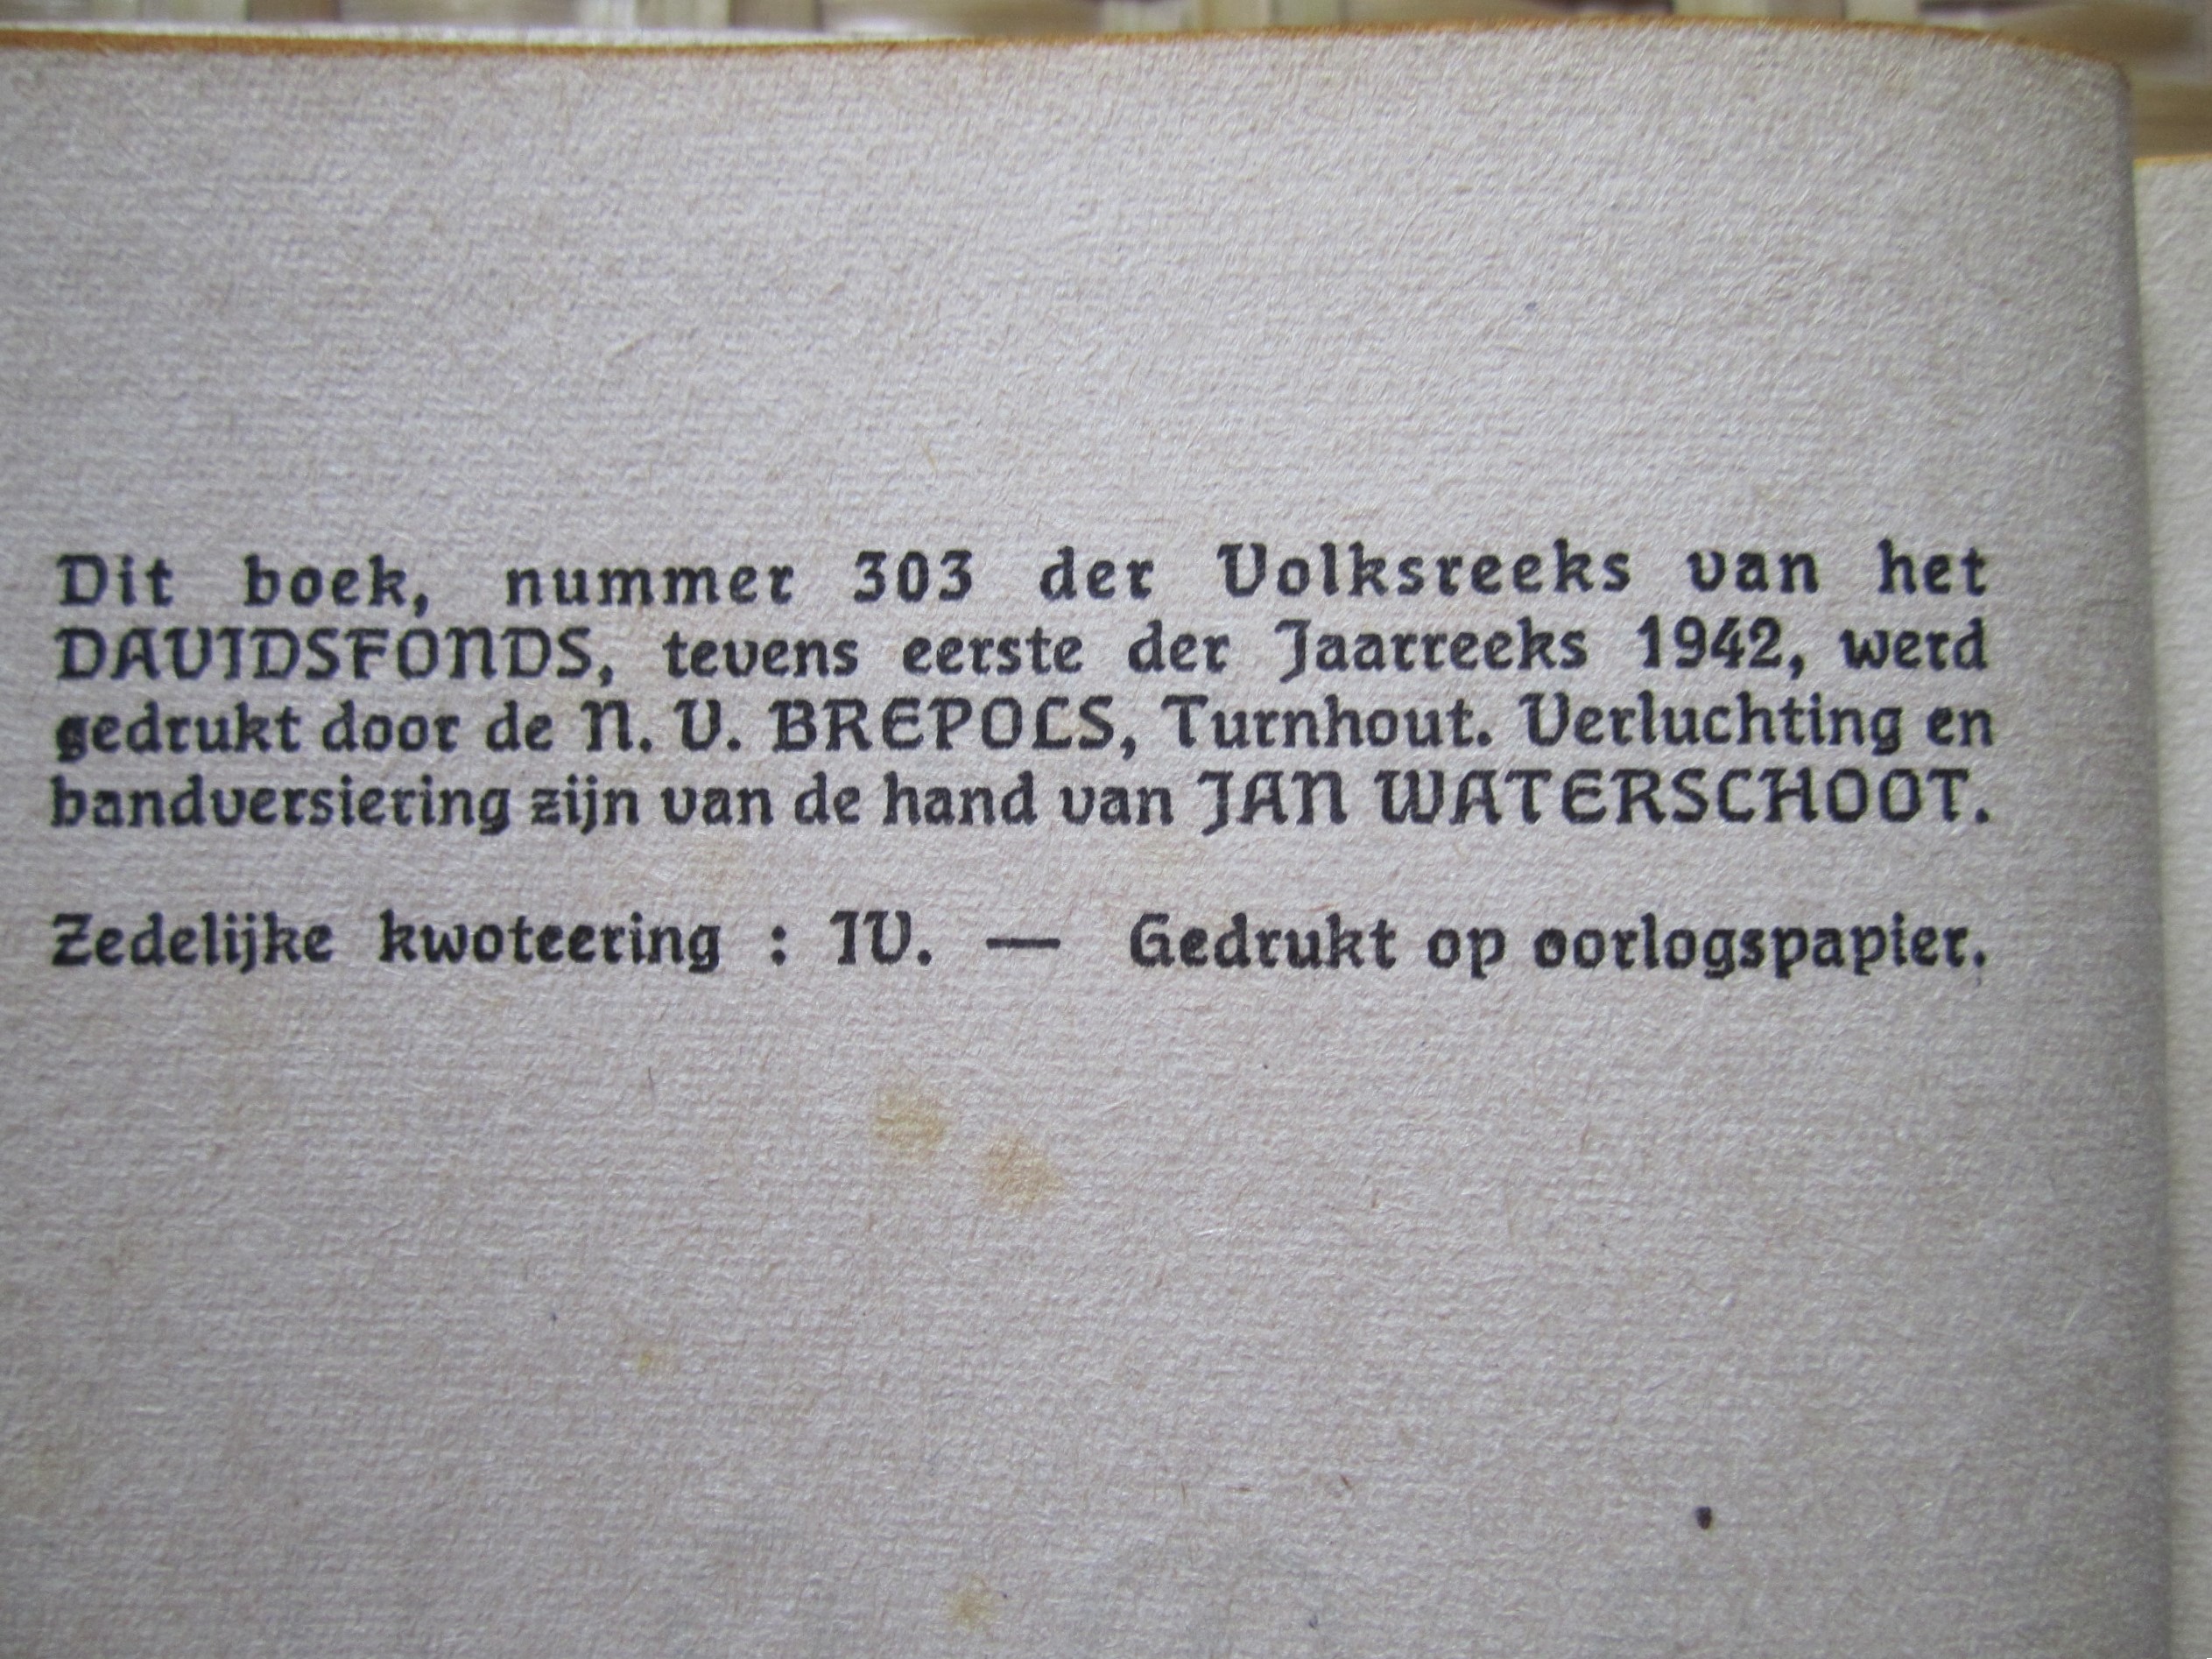 Dit boek, nummer 303 der Volksreeks van het
DAVIDSFONDS, tevens eerste der Jaarreeks 1942, werd
gedrukt door de N. V. BREPOLS, Turnhout. Verluchting en
bandversiering zijn van de hand van JAN WATERSCHOOT.
Zedelijke kwoteering : IV. — Gedrukt op oorlogspapier.